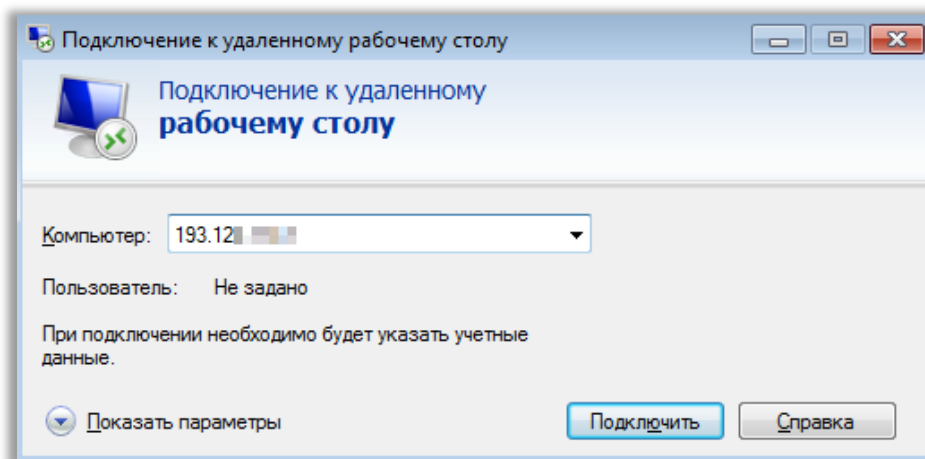 Подключение к удаленному рабочему столу
Подключение к удаленному
рабочему столу
Компьютер: 193.12
Пользователь: Не задано
При подключении необходимо будет указать учетные
данные.
Показать параметры Подключить Справка